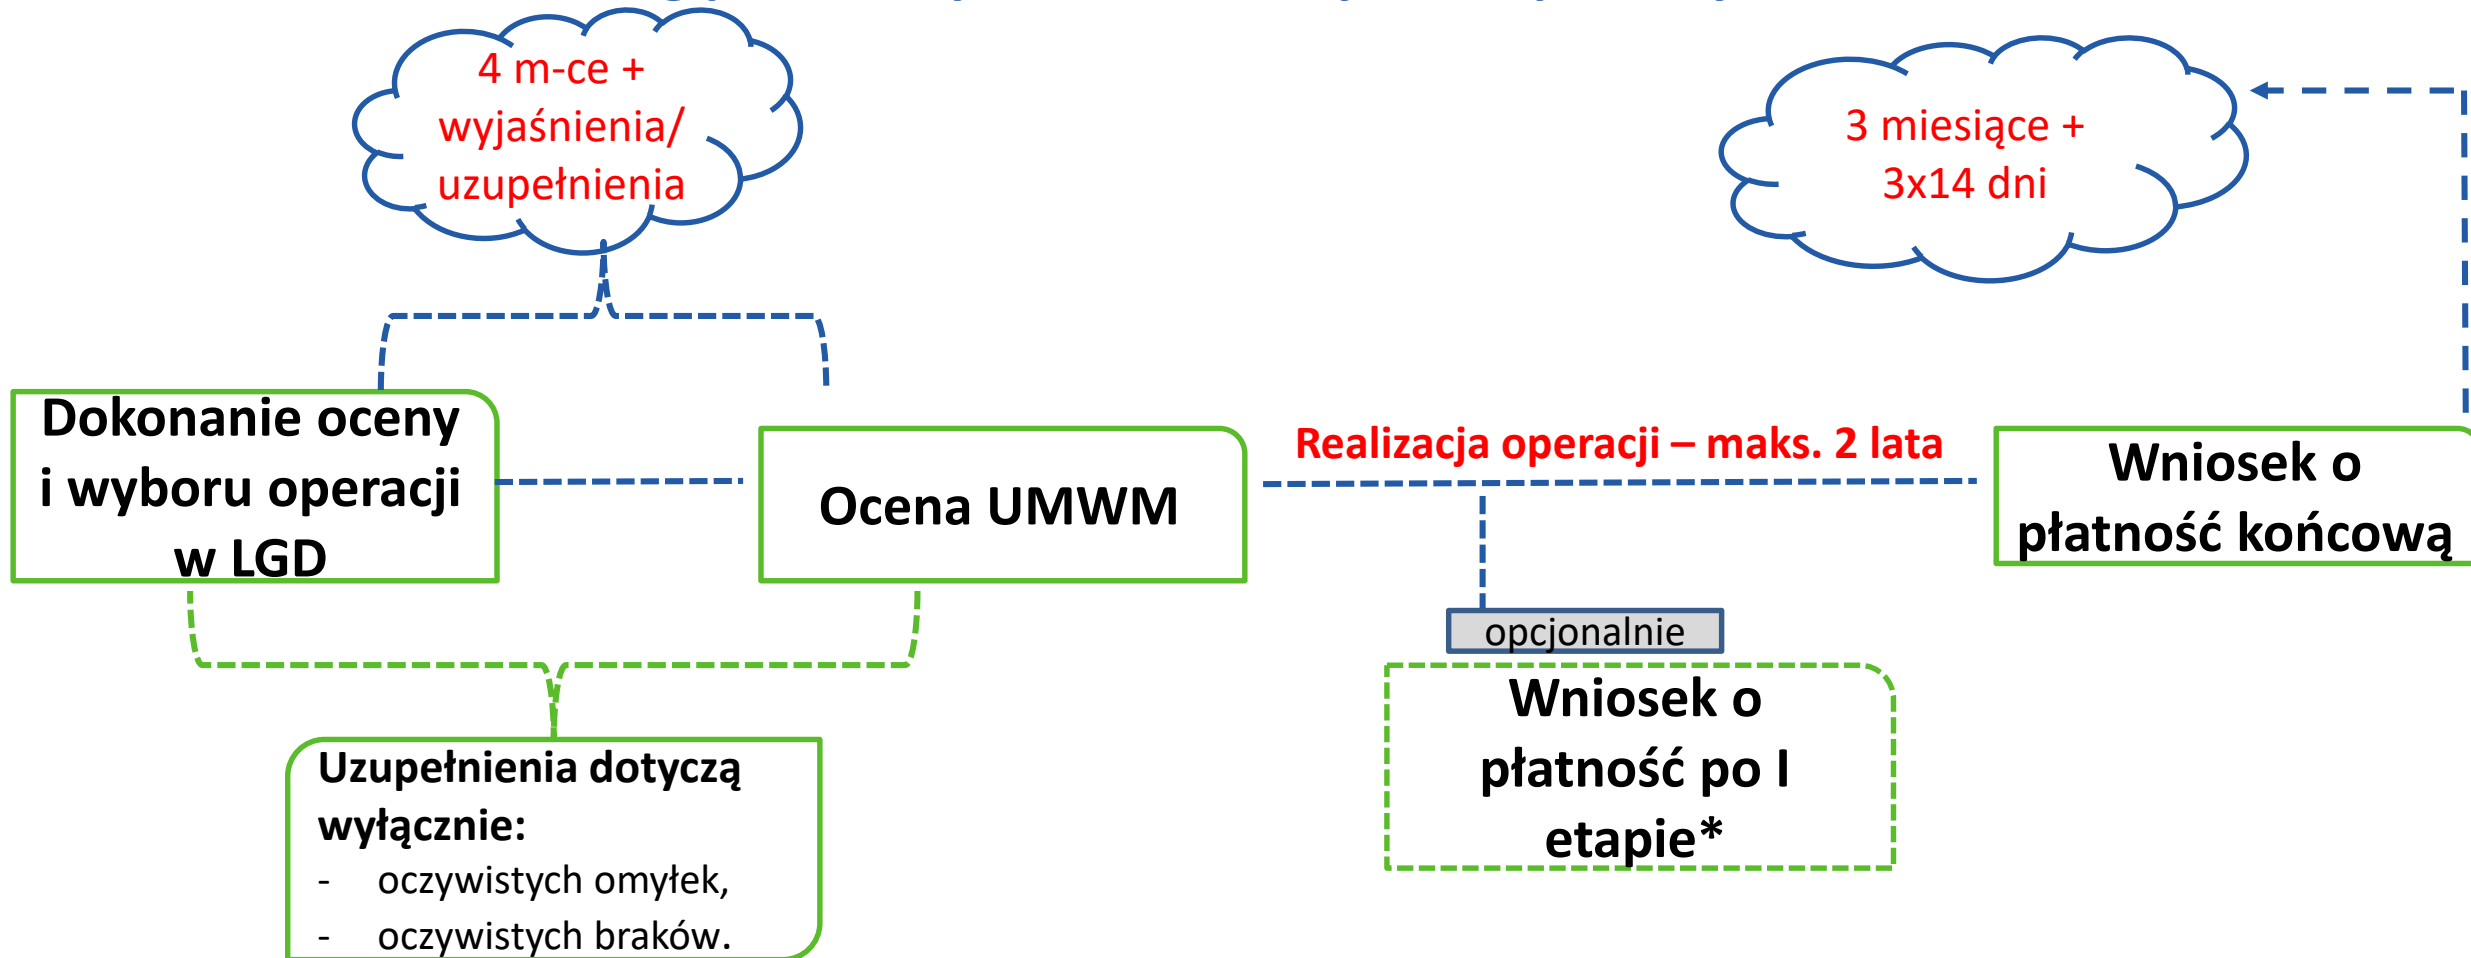 4 m-ce +
wyjaśnienia/
uzupełnienia
3 miesiące +
3x14 dni
Dokonanie oceny
i wyboru operacji
w LGD
Ocena UMWM
Realizacja operacji – maks. 2 lata
Wniosek o
płatność końcową
opcjonalnie
Wniosek o
płatność po I
etapie*
Uzupełnienia dotyczą
wyłącznie:
- oczywistych omyłek,
- oczywistych braków.